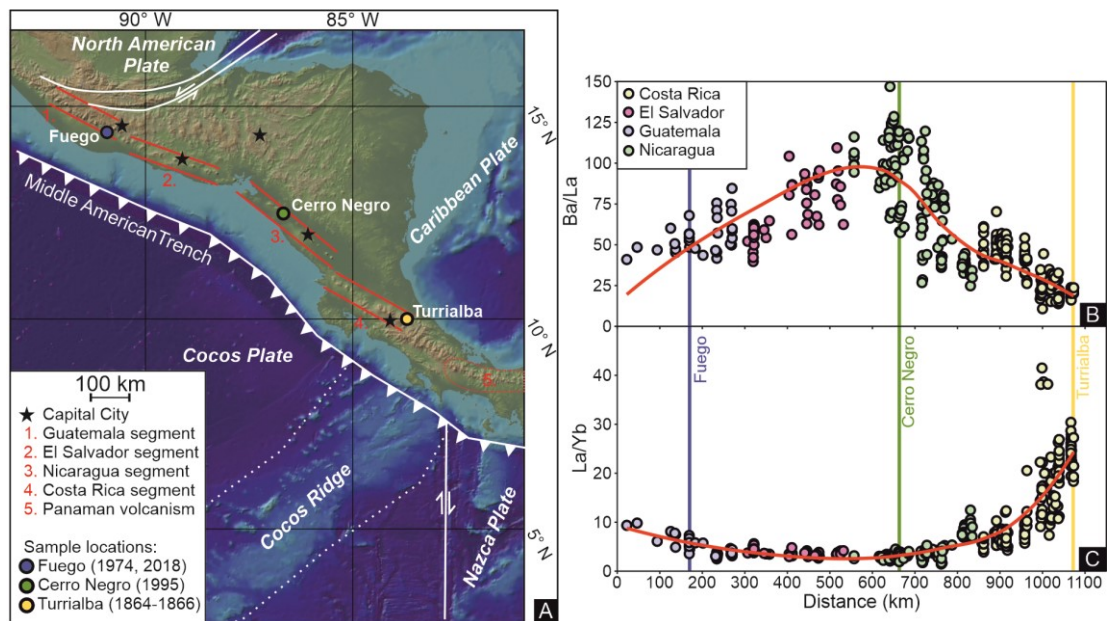 90° W
85° W
North American
Plate
15° N
Fuego
2.
Cerro Negro
3.
Caribbean Plate
Middle American Trench
Turrialba
4.
10° N
Cocos Plate
5.
Cocos Ridge
Nazca Plate
5° N
100 km
Capital City
1. Guatemala segment
2. El Salvador segment
3. Nicaragua segment
4. Costa Rica segment
5. Panaman volcanism
Sample locations:
Fuego (1974, 2018)
Cerro Negro (1995)
Turrialba (1864-1866)
A
150
125
100
75
50
25
0
Ba/La
Costa Rica
El Salvador
Guatemala
Nicaragua
B
Fuego
Cerro Negro
Turrialba
40
30
20
10
0
La/Yb
C
0 100 200 300 400 500 600 700 800 900 1000 1100
Distance (km)